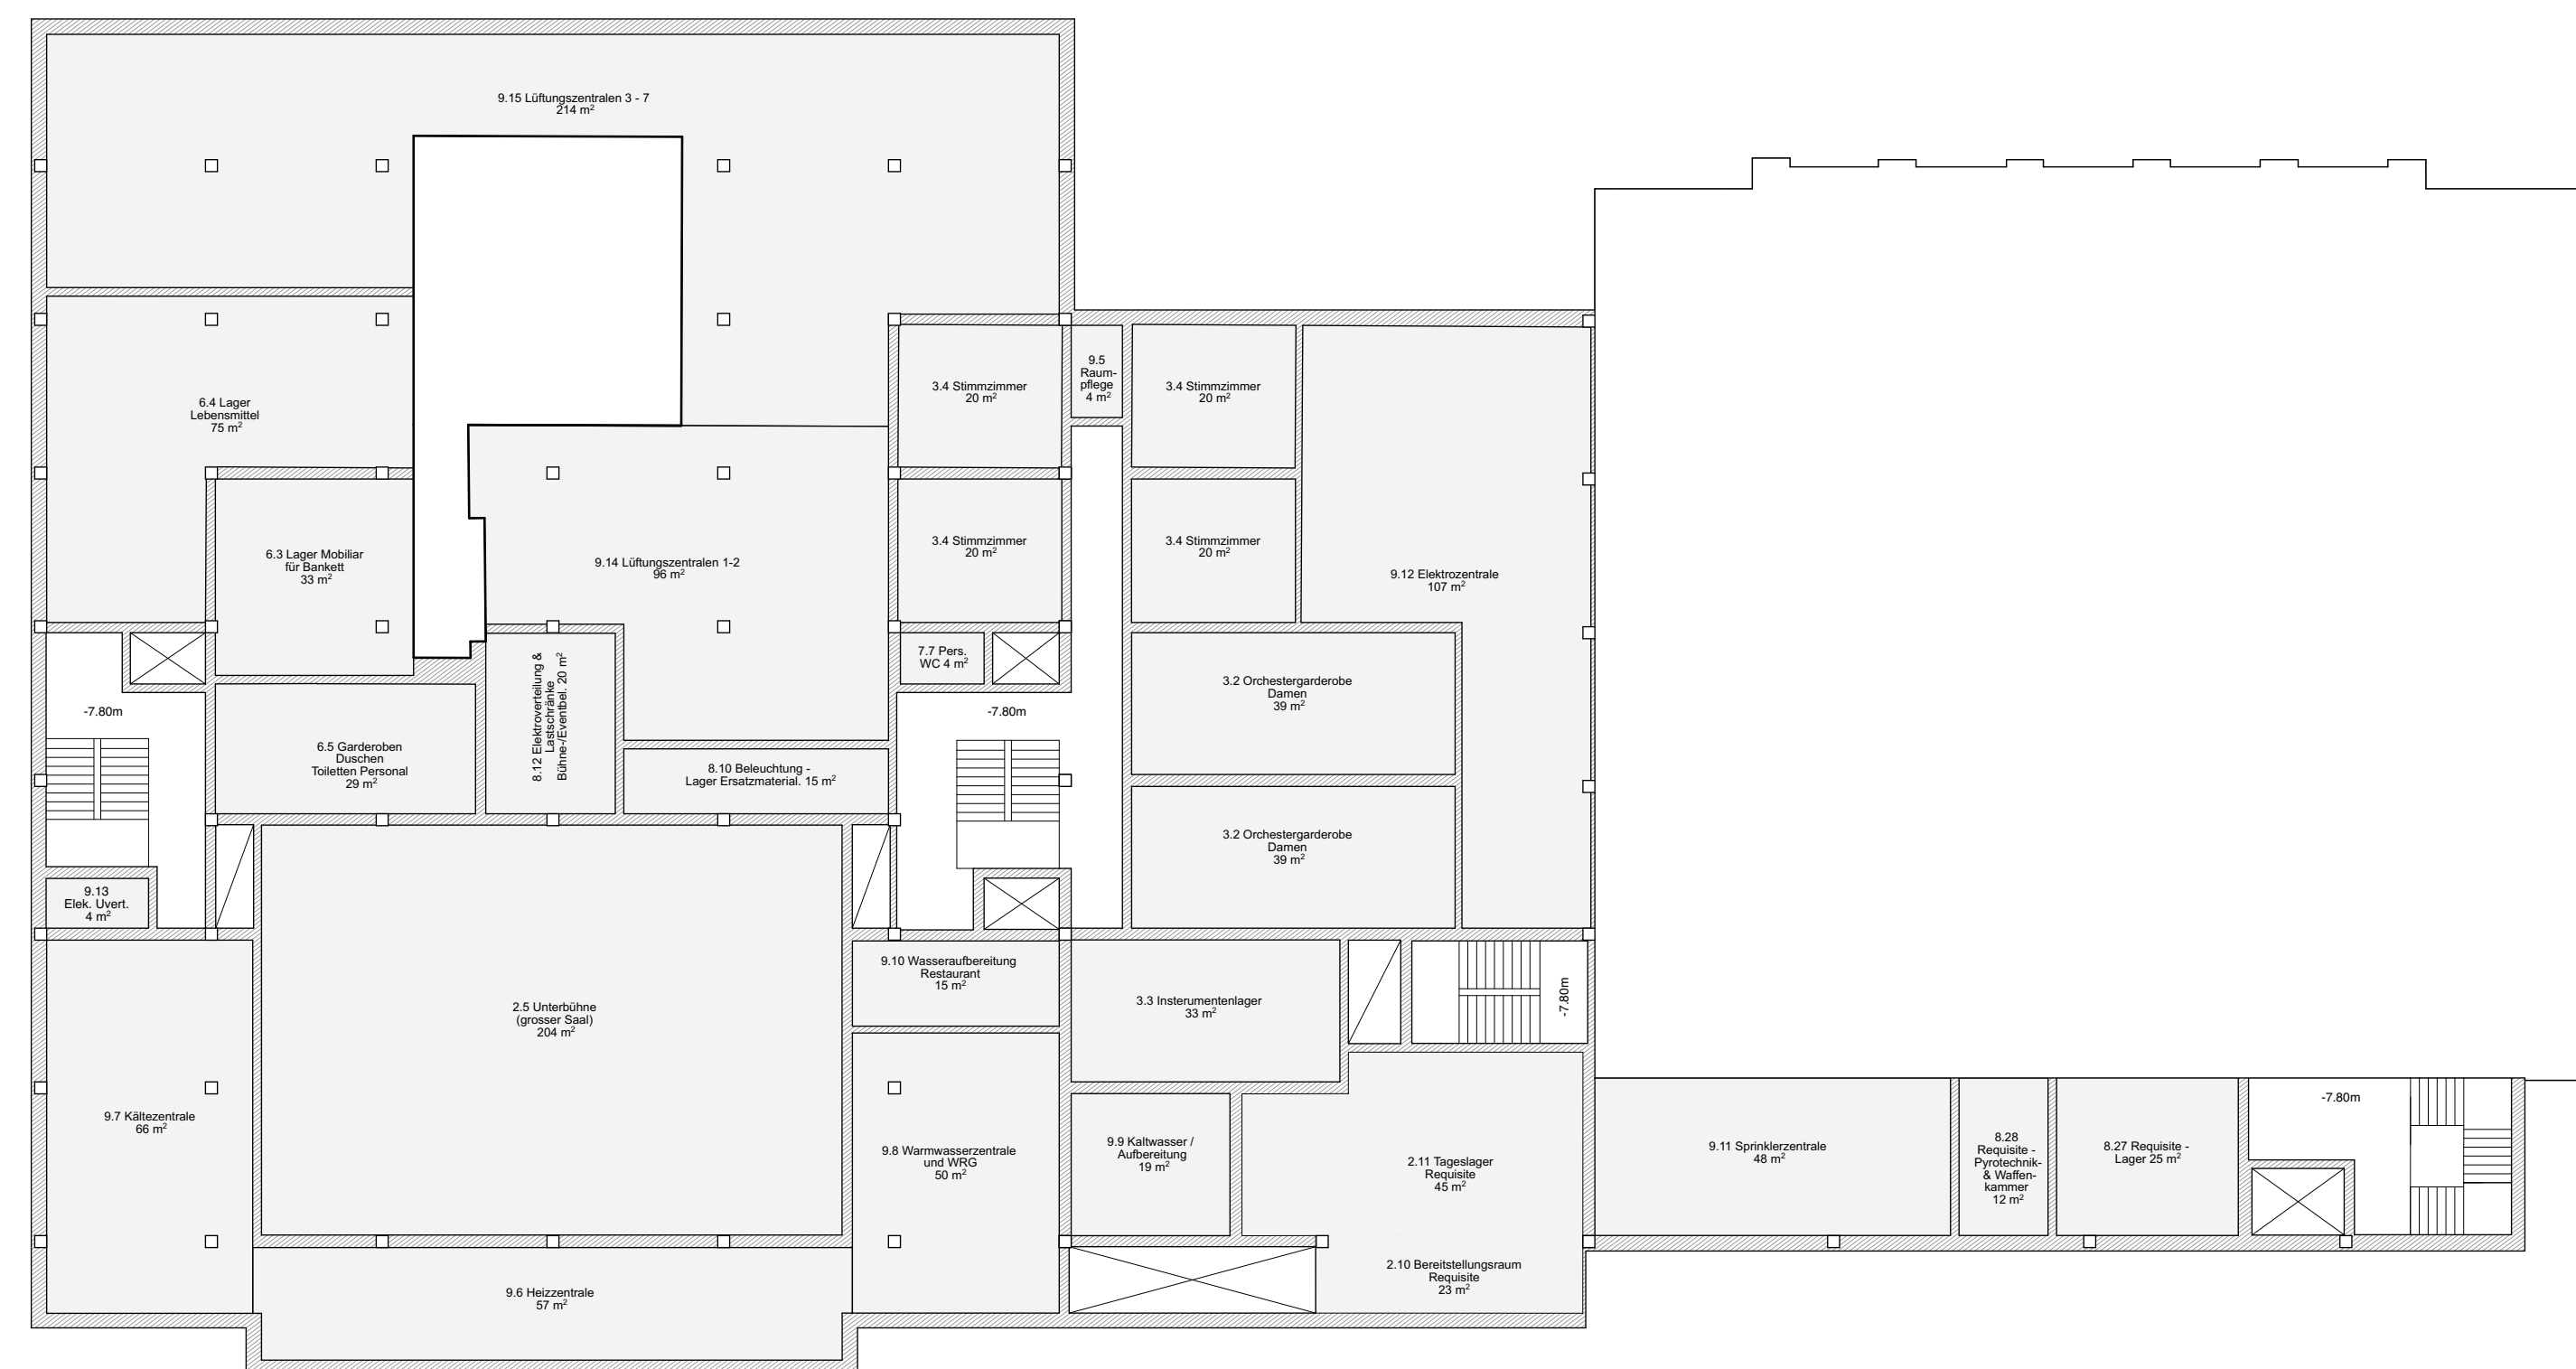 9.15 Lüftungszentralen 3 - 7
214 m²
6.4 Lager
Lebensmittel
75 m²
3.4 Stimmzimmer
20 m²
9.5
Raum-
pflege
4 m²
3.4 Stimmzimmer
20 m²
6.3 Lager Mobiliar
für Bankett
33 m²
9.14 Lüftungszentralen 1-2
96 m²
3.4 Stimmzimmer
20 m²
3.4 Stimmzimmer
20 m²
9.12 Elektrozentrale
107 m²
7.7 Pers.
WC 4 m²
-7.80m
8.12 Elektroverteilung &
Lastschränke
Bühne-/Eventbel. 20 m²
-7.80m
3.2 Orchestergarderobe
Damen
39 m²
6.5 Garderoben
Duschen
Toiletten Personal
29 m²
8.10 Beleuchtung -
Lager Ersatzmaterial. 15 m²
3.2 Orchestergarderobe
Damen
39 m²
9.13
Elek. Uvert.
4 m²
9.10 Wasseraufbereitung
Restaurant
15 m²
3.3 Insterumentenlager
33 m²
-7.80m
2.5 Unterbühne
(grosser Saal)
204 m²
9.7 Kältezentrale
66 m²
9.8 Warmwasserzentrale
und WRG
50 m²
9.9 Kaltwasser /
Aufbereitung
19 m²
2.11 Tageslager
Requisite
45 m²
9.11 Sprinklerzentrale
48 m²
8.28
Requisite -
Pyrotechnik-
& Waffen-
kammer
12 m²
8.27 Requisite -
Lager 25 m²
-7.80m
9.6 Heizzentrale
57 m²
2.10 Bereitstellungsraum
Requisite
23 m²